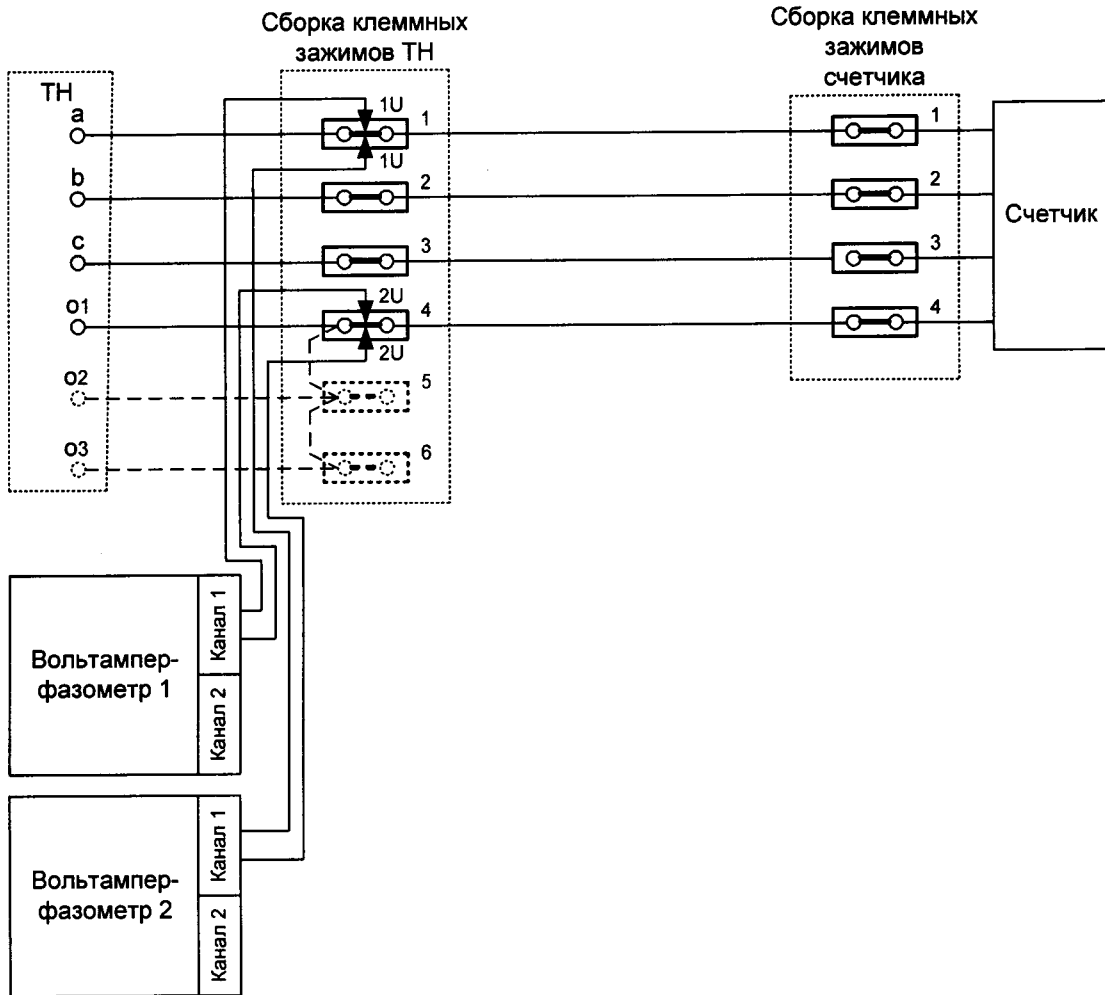 Сборка клеммных
зажимов ТН
Сборка клеммных
зажимов
счетчика
ТН
a
1U
1
1U
b
2
c
3
o1
2U
4
2U
o2
5
o3
6
1
2
3
4
Счетчик
Вольтампер-
фазометр 1
Канал 1
Канал 2
Вольтампер-
фазометр 2
Канал 1
Канал 2